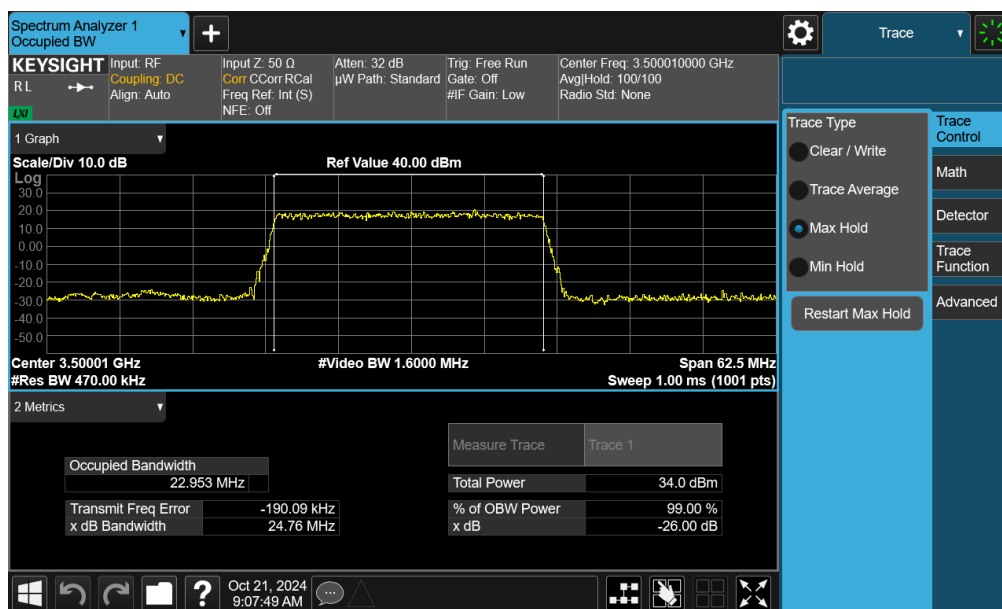 Spectrum Analyzer 1
Occupied BW
+
Trace
KEYSIGHT
RL
LXI
Input: RF
Coupling: DC
Align: Auto
Input Z: 50 Ω
Corr CCorr RCal
Freq Ref: Int (S)
NFE: Off
Atten: 32 dB
µW Path: Standard
Trig: Free Run
Gate: Off
#IF Gain: Low
Center Freq: 3.500010000 GHz
Avg|Hold: 100/100
Radio Std: None
1 Graph
Scale/Div 10.0 dB
Ref Value 40.00 dBm
Log
30.0
20.0
10.0
0.00
-10.0
-20.0
-30.0
-40.0
-50.0
Center 3.50001 GHz
#Video BW 1.6000 MHz
Span 62.5 MHz
#Res BW 470.00 kHz
Sweep 1.00 ms (1001 pts)
2 Metrics
Measure Trace
Trace 1
Occupied Bandwidth
22.953 MHz
Total Power
34.0 dBm
Transmit Freq Error
-190.09 kHz
% of OBW Power
99.00 %
x dB Bandwidth
24.76 MHz
x dB
-26.00 dB
?
Oct 21, 2024
9:07:49 AM
Trace Type
Clear / Write
Trace Average
Max Hold
Min Hold
Restart Max Hold
Trace
Control
Math
Detector
Trace
Function
Advanced